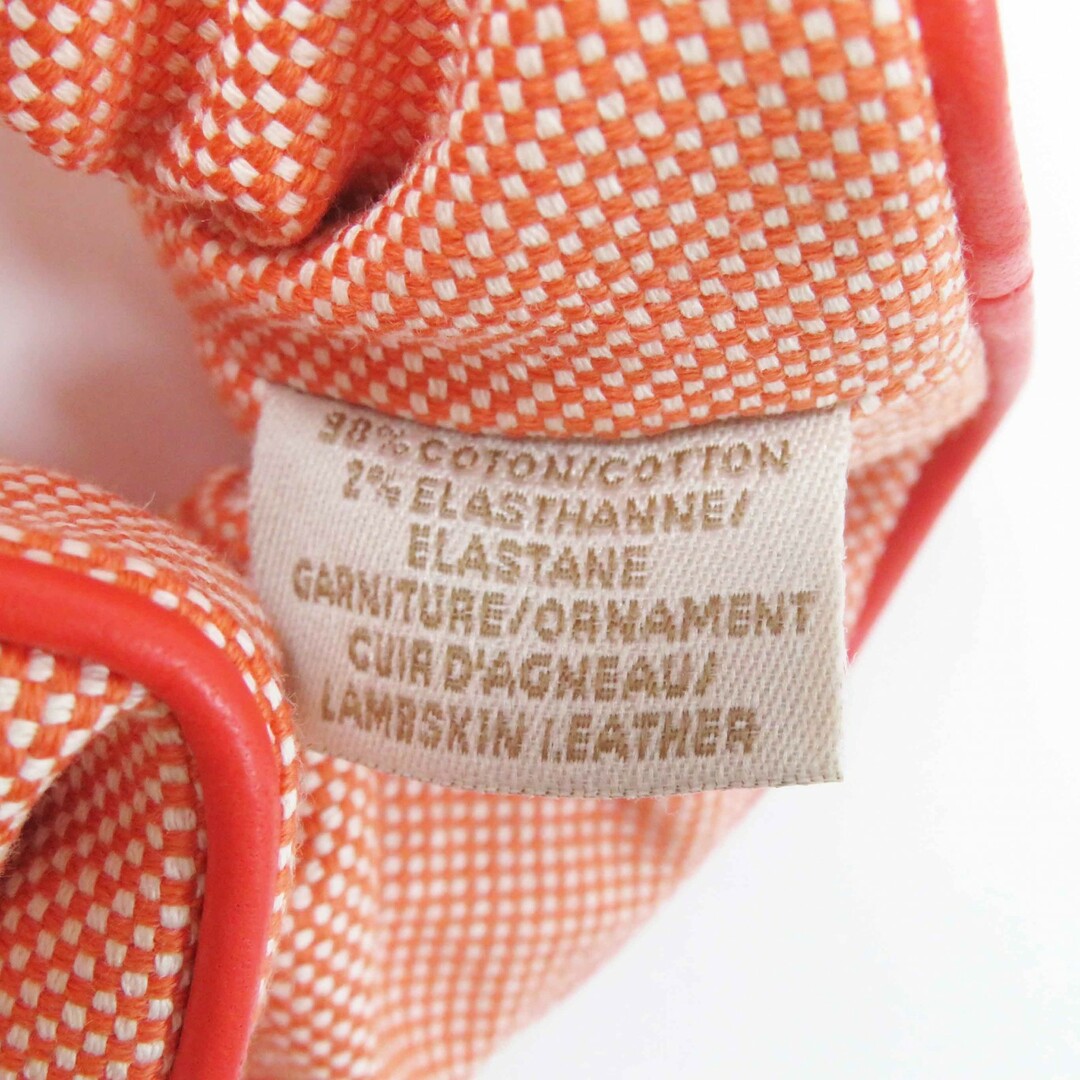 98% COTON/COTTON
2% ELASTHANNE/
ELASTANE
GARNITURE/ORNAMENT
CUIR D'AGNEAU/
LAMBSKIN LEATHER